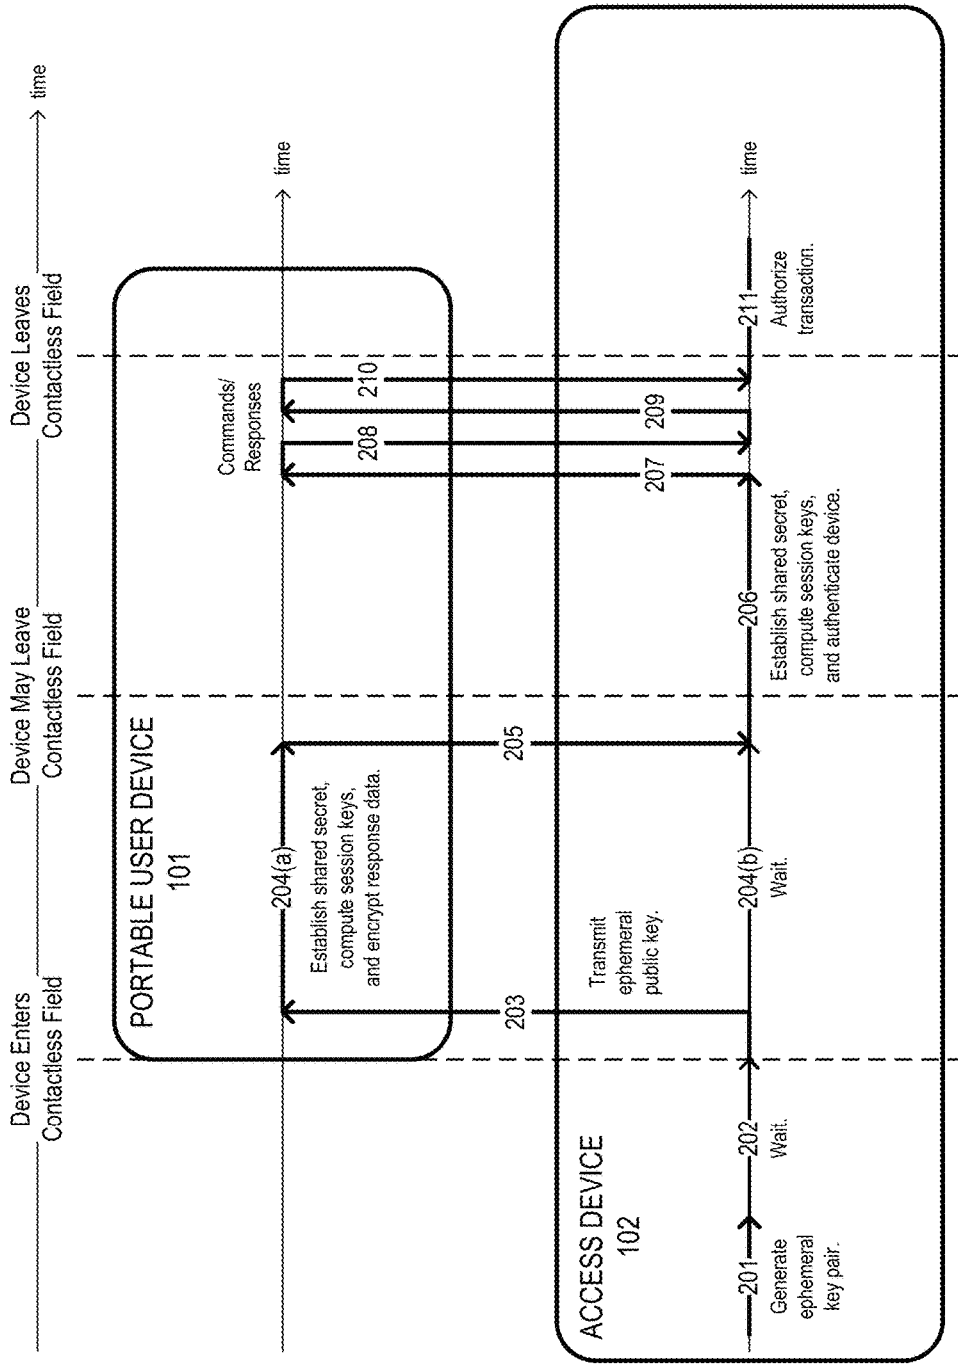 Device Enters
Contactless Field
Device May Leave
Contactless Field
Device Leaves
Contactless Field
time
PORTABLE USER DEVICE
101
204(a)
Establish shared secret,
compute session keys,
and encrypt response data.
Commands/
Responses
time
203
Transmit
ephemeral
public key.
205
207
208
209
210
ACCESS DEVICE
102
201
Generate
ephemeral
key pair.
202
Wait.
204(b)
Wait.
206
Establish shared secret,
compute session keys,
and authenticate device.
211
Authorize
transaction.
time